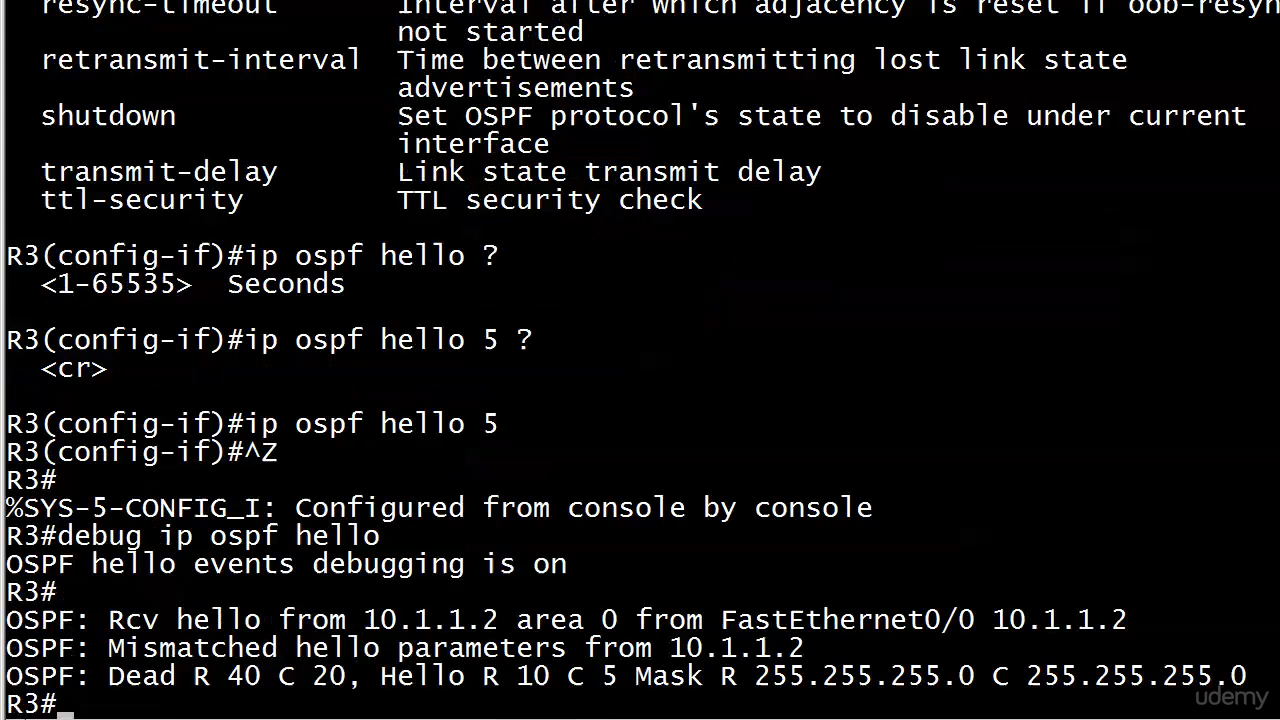 resync-timeout       Interval after which adjacency is reset if oob-resyn
                     not started
retransmit-interval  Time between retransmitting lost link state
                     advertisements
shutdown             Set OSPF protocol's state to disable under current
                     interface
transmit-delay       Link state transmit delay
ttl-security         TTL security check
R3(config-if)#ip ospf hello ?
  <1-65535>  Seconds
R3(config-if)#ip ospf hello 5 ?
  <cr>
R3(config-if)#ip ospf hello 5
R3(config-if)#^Z
R3#
%SYS-5-CONFIG_I: Configured from console by console
R3#debug ip ospf hello
OSPF hello events debugging is on
R3#
OSPF: Rcv hello from 10.1.1.2 area 0 from FastEthernet0/0 10.1.1.2
OSPF: Mismatched hello parameters from 10.1.1.2
OSPF: Dead R 40 C 20, Hello R 10 C 5 Mask R 255.255.255.0 C 255.255.255.0
R3#
udemy